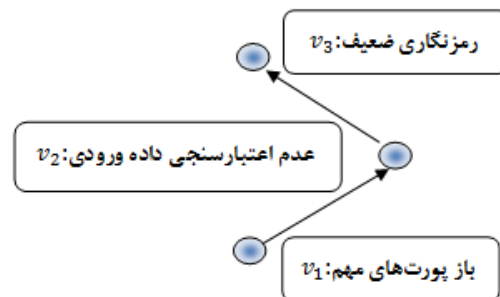 v₃:رمزنگاری ضعیف
v₂:عدم اعتبارسنجی داده ورودی
v₁:باز پورت‌های مهم